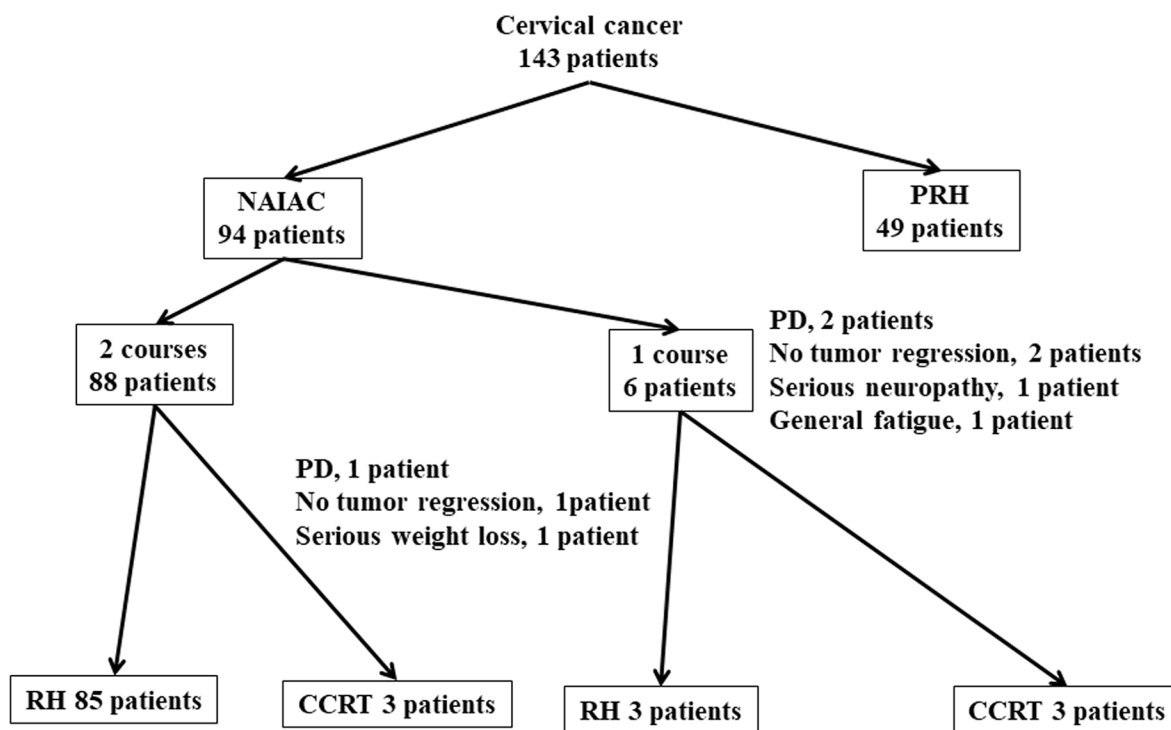 Cervical cancer
143 patients
NAIAC
94 patients
PRH
49 patients
2 courses
88 patients
1 course
6 patients
PD, 2 patients
No tumor regression, 2 patients
Serious neuropathy, 1 patient
General fatigue, 1 patient
PD, 1 patient
No tumor regression, 1patient
Serious weight loss, 1 patient
RH 85 patients
CCRT 3 patients
RH 3 patients
CCRT 3 patients